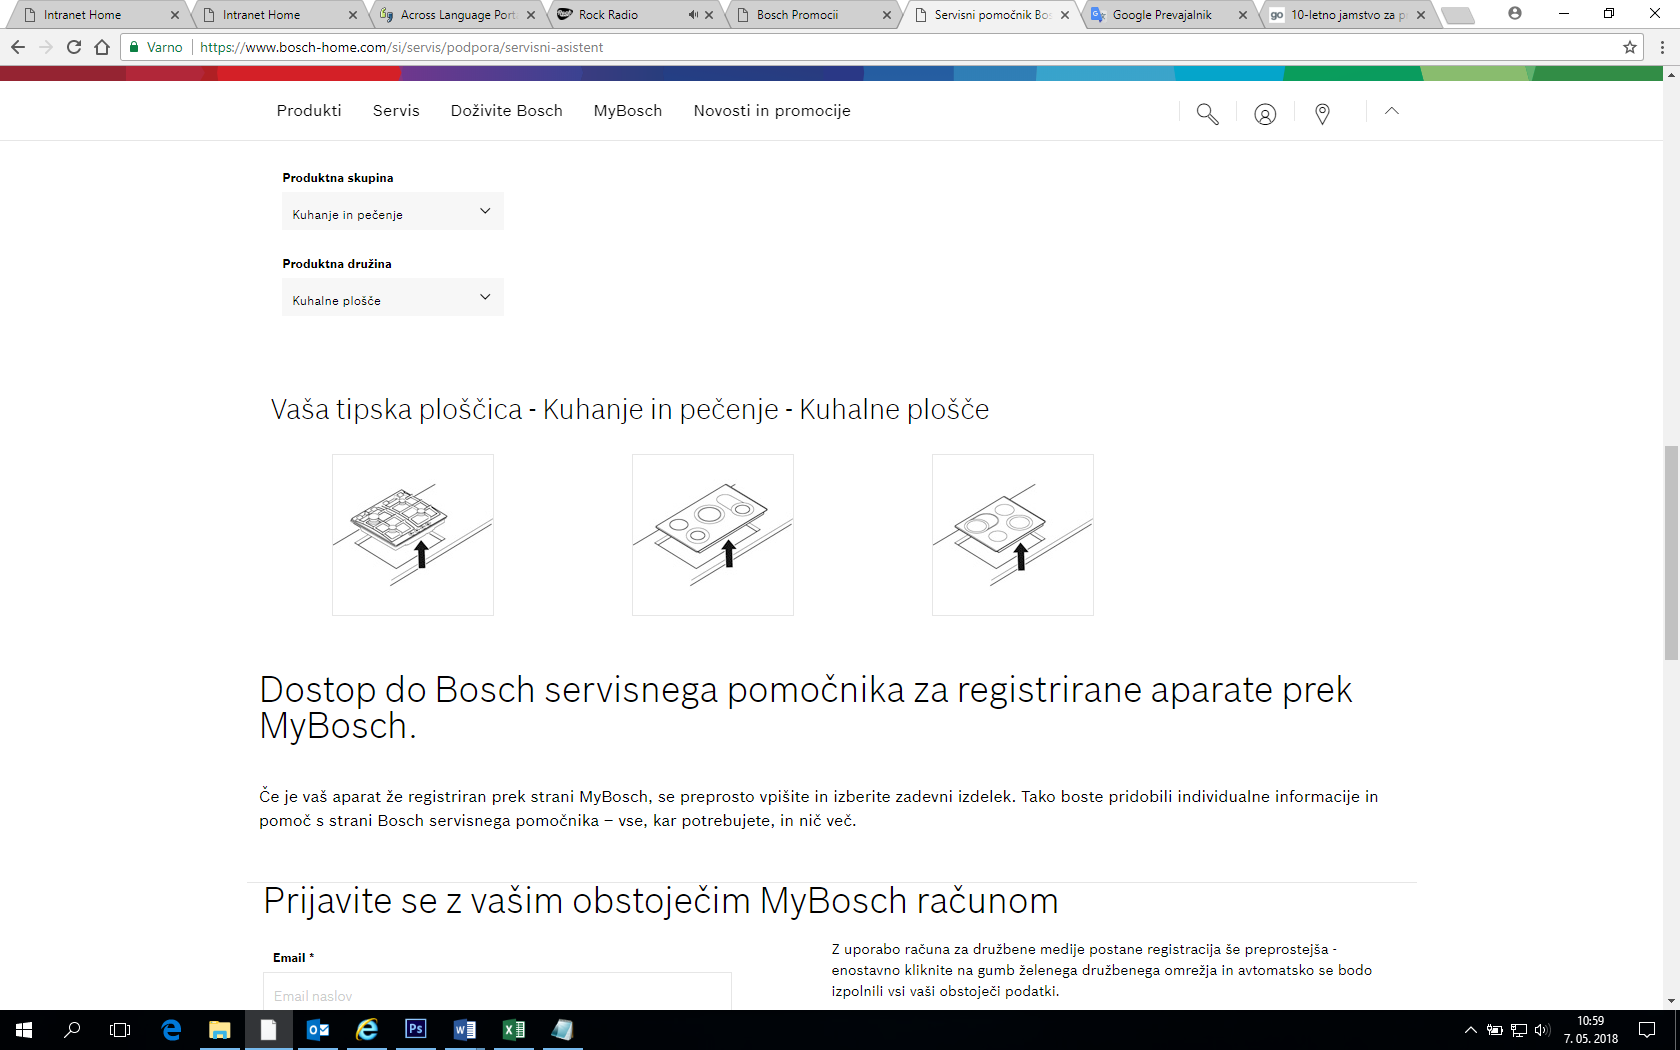 Intranet Home
Intranet Home
Across Language Port
Rock Radio
Bosch Promocii
Servisni pomočnik Bos
Google Prevajalnik
go 10-letno jamstvo za p
Varno https://www.bosch-home.com/si/servis/podpora/servisni-asistent
Produkti Servis Doživite Bosch MyBosch Novosti in promocije
Produktna skupina
Kuhanje in pečenje
Produktna družina
Kuhalne plošče
Vaša tipska ploščica - Kuhanje in pečenje - Kuhalne plošče
Dostop do Bosch servisnega pomočnika za registrirane aparate prek
MyBosch.
Če je vaš aparat že registriran prek strani MyBosch, se preprosto vpišite in izberite zadevni izdelek. Tako boste pridobili individualne informacije in
pomoč s strani Bosch servisnega pomočnika – vse, kar potrebujete, in nič več.
Prijavite se z vašim obstoječim MyBosch računom
Email *
Email naslov
Z uporabo računa za družbene medije postane registracija še preprostejša -
enostavno kliknite na gumb želenega družbenega omrežja in avtomatsko se bodo
izpolnili vsi vaši obstoječi podatki.
Ps
10:59
7. 05. 2018